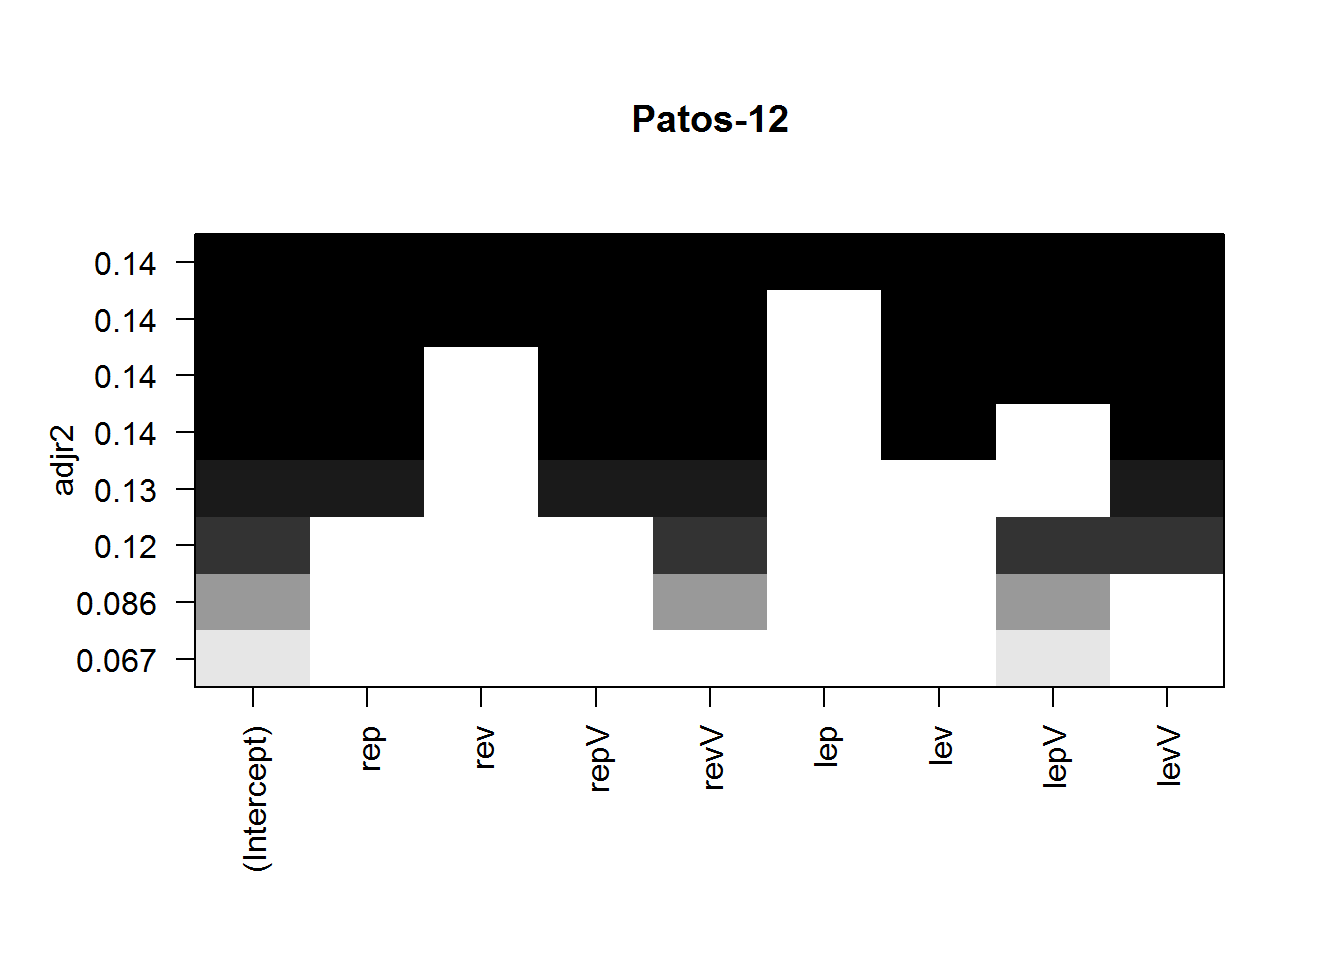 Patos-12
adjr2
0.14
0.14
0.14
0.14
0.13
0.12
0.086
0.067
(Intercept)
rep
rev
repV
revV
lep
lev
lepV
levV